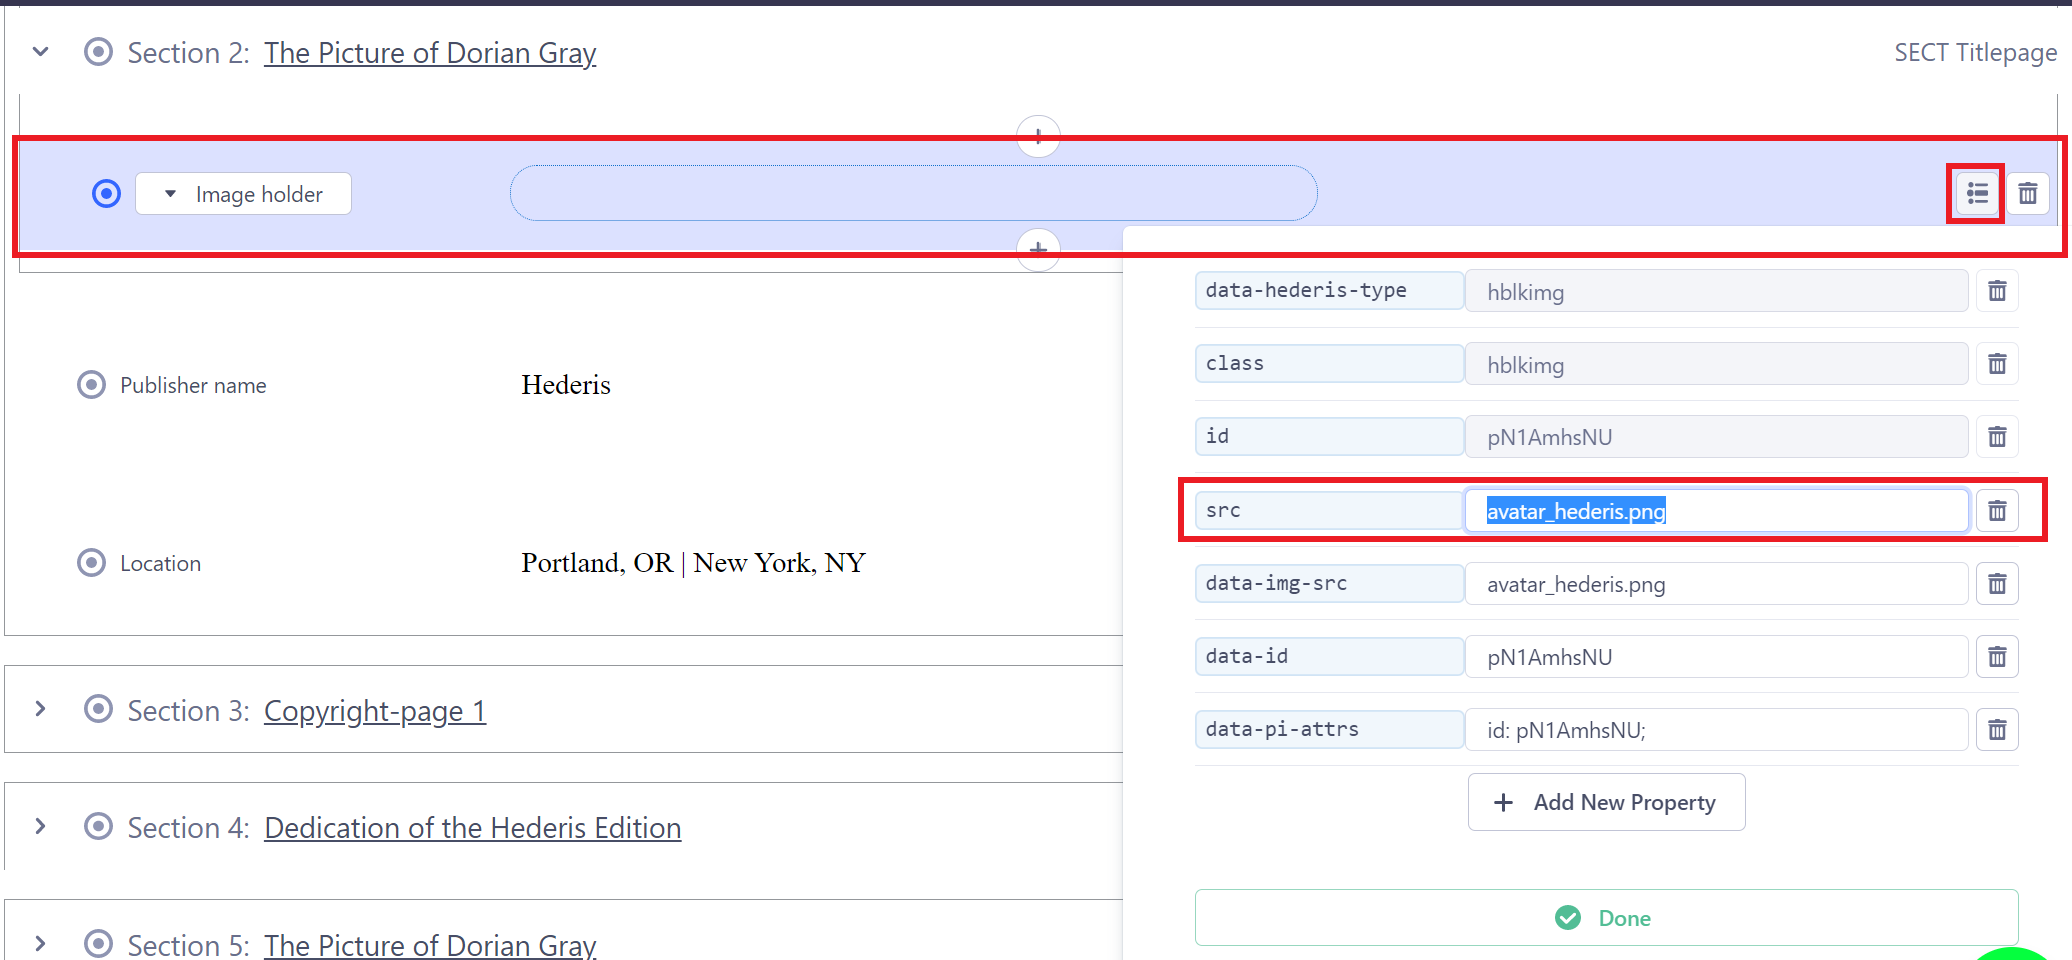 Section 2: The Picture of Dorian Gray
SECT Titlepage
Image holder
data-hederis-type hblkimg
class hblkimg
id pN1AmhsNU
src avatar_hederis.png
data-img-src avatar_hederis.png
data-id pN1AmhsNU
data-pi-attrs id: pN1AmhsNU;
Add New Property
Done
Publisher name Hederis
Location Portland, OR | New York, NY
Section 3: Copyright-page 1
Section 4: Dedication of the Hederis Edition
Section 5: The Picture of Dorian Gray